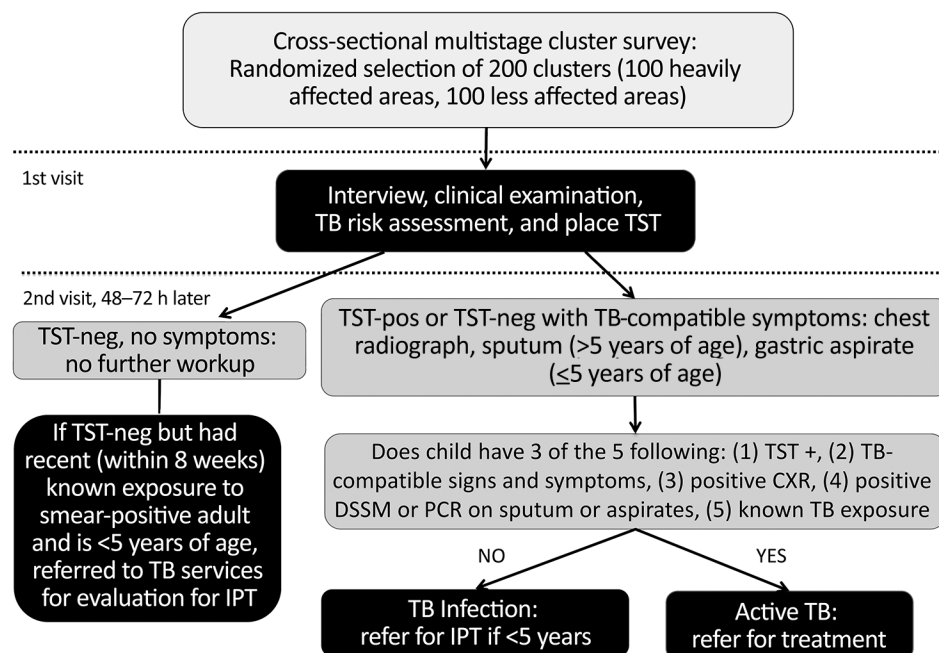 Cross-sectional multistage cluster survey:
Randomized selection of 200 clusters (100 heavily
affected areas, 100 less affected areas)
1st visit
Interview, clinical examination,
TB risk assessment, and place TST
2nd visit, 48–72 h later
TST-neg, no symptoms:
no further workup
TST-pos or TST-neg with TB-compatible symptoms: chest
radiograph, sputum (>5 years of age), gastric aspirate
(≤5 years of age)
If TST-neg but had
recent (within 8 weeks)
known exposure to
smear-positive adult
and is <5 years of age,
referred to TB services
for evaluation for IPT
Does child have 3 of the 5 following: (1) TST +, (2) TB-
compatible signs and symptoms, (3) positive CXR, (4) positive
DSSM or PCR on sputum or aspirates, (5) known TB exposure
NO
YES
TB Infection:
refer for IPT if <5 years
Active TB:
refer for treatment